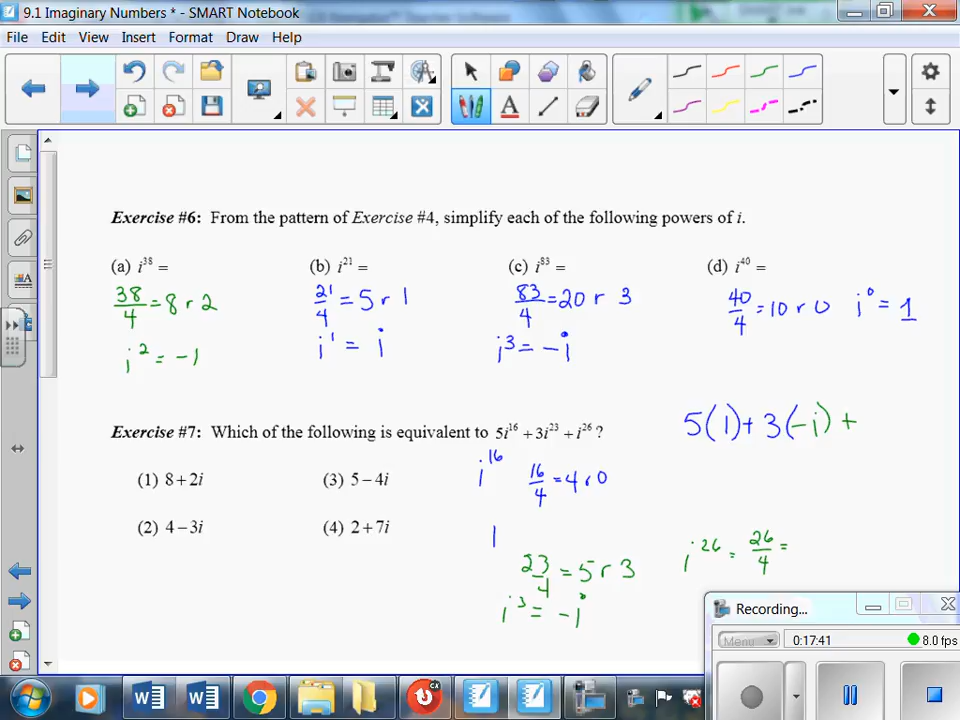 9.1 Imaginary Numbers * - SMART Notebook
File Edit View Insert Format Draw Help
Exercise #6: From the pattern of Exercise #4, simplify each of the following powers of i.
(a) i^38 = (b) i^21 = (c) i^83 = (d) i^40 =
38/4 = 8 r 2 21/4 = 5 r 1 83/4 = 20 r 3 40/4 = 10 r 0 i^0 = 1
i^2 = -1 i^1 = i i^3 = -i
5(1) + 3(-i) +
Exercise #7: Which of the following is equivalent to 5i^16 + 3i^23 + i^26 ?
(1) 8 + 2i (3) 5 - 4i i^16 16/4 = 4 r 0
(2) 4 - 3i (4) 2 + 7i 1
23/4 = 5 r 3 i^26 = 26/4 =
i^3 = -i
Recording...
Menu 0:17:41 8.0 fps